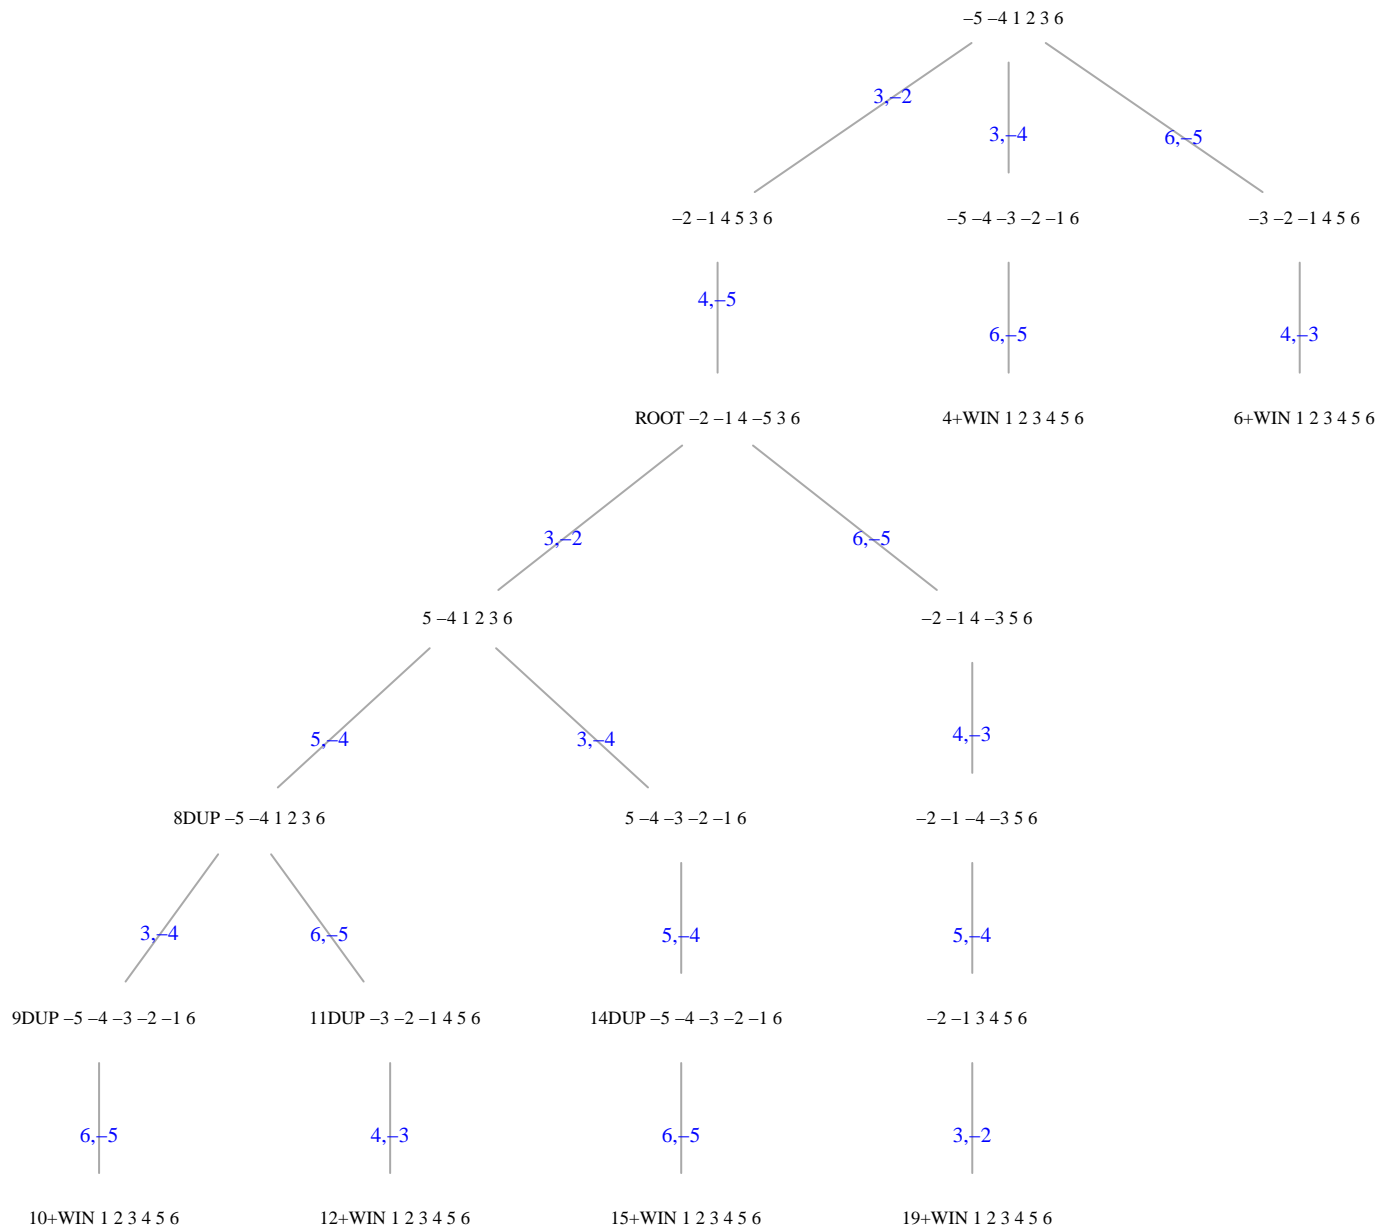 –5 –4 1 2 3 6
3,–2
3,–4
6,–5
–2 –1 4 5 3 6
–5 –4 –3 –2 –1 6
–3 –2 –1 4 5 6
4,–5
6,–5
4,–3
ROOT –2 –1 4 –5 3 6
4+WIN 1 2 3 4 5 6
6+WIN 1 2 3 4 5 6
3,–2
6,–5
5 –4 1 2 3 6
–2 –1 4 –3 5 6
5,–4
3,–4
4,–3
8DUP –5 –4 1 2 3 6
5 –4 –3 –2 –1 6
–2 –1 –4 –3 5 6
3,–4
6,–5
5,–4
5,–4
9DUP –5 –4 –3 –2 –1 6
11DUP –3 –2 –1 4 5 6
14DUP –5 –4 –3 –2 –1 6
–2 –1 3 4 5 6
6,–5
4,–3
6,–5
3,–2
10+WIN 1 2 3 4 5 6
12+WIN 1 2 3 4 5 6
15+WIN 1 2 3 4 5 6
19+WIN 1 2 3 4 5 6